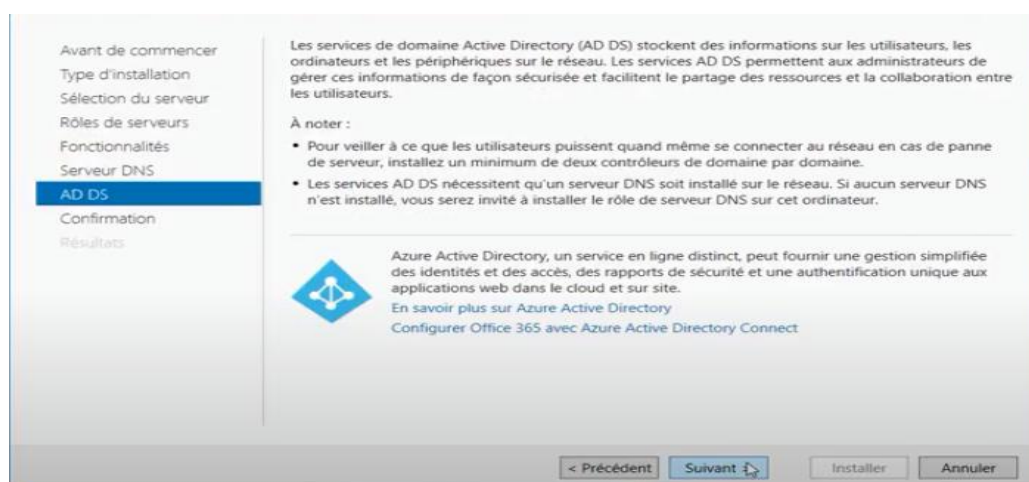 Avant de commencer
Type d'installation
Sélection du serveur
Rôles de serveurs
Fonctionnalités
Serveur DNS
AD DS
Confirmation
Résultats
Les services de domaine Active Directory (AD DS) stockent des informations sur les utilisateurs, les
ordinateurs et les périphériques sur le réseau. Les services AD DS permettent aux administrateurs de
gérer ces informations de façon sécurisée et facilitent le partage des ressources et la collaboration entre
les utilisateurs.
À noter :
• Pour veiller à ce que les utilisateurs puissent quand même se connecter au réseau en cas de panne
de serveur, installez un minimum de deux contrôleurs de domaine par domaine.
• Les services AD DS nécessitent qu'un serveur DNS soit installé sur le réseau. Si aucun serveur DNS
n'est installé, vous serez invité à installer le rôle de serveur DNS sur cet ordinateur.
Azure Active Directory, un service en ligne distinct, peut fournir une gestion simplifiée
des identités et des accès, des rapports de sécurité et une authentification unique aux
applications web dans le cloud et sur site.
En savoir plus sur Azure Active Directory
Configurer Office 365 avec Azure Active Directory Connect
< Précédent
Suivant >
Installer
Annuler